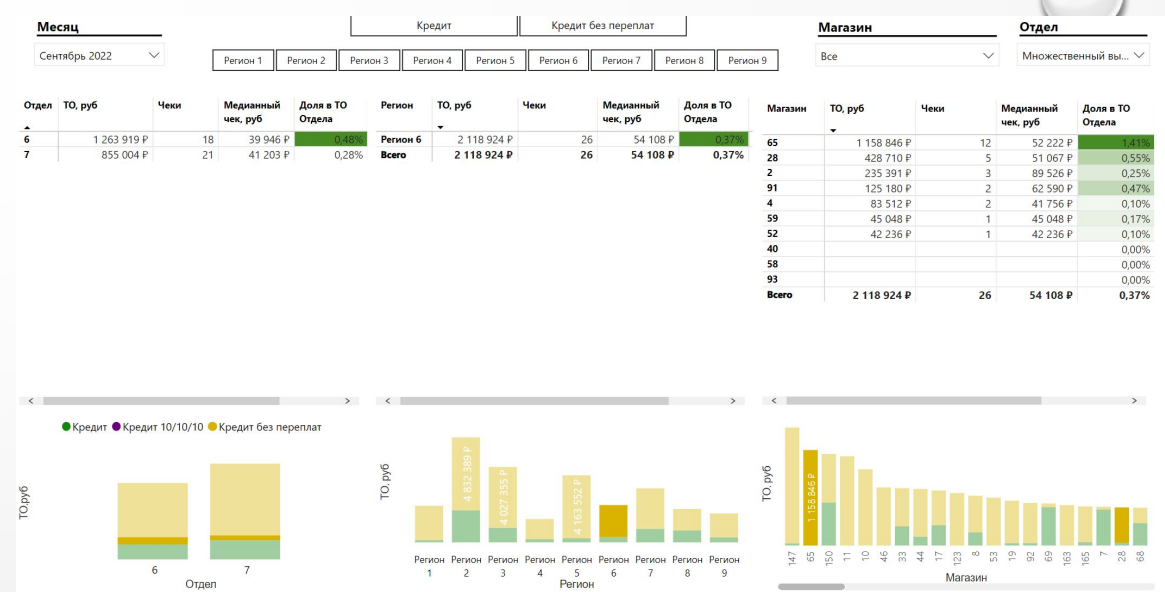 Месяц
Сентябрь 2022
Кредит
Кредит без переплат
Магазин
Все
Отдел
Множественный вы...
Регион 1
Регион 2
Регион 3
Регион 4
Регион 5
Регион 6
Регион 7
Регион 8
Регион 9
Отдел ТО, руб Чеки Медианный чек, руб Доля в ТО Отдела
6 1 263 919 ₽ 18 39 946 ₽ 0,48%
7 855 004 ₽ 21 41 203 ₽ 0,28%
Регион ТО, руб Чеки Медианный чек, руб Доля в ТО Отдела
Регион 6 2 118 924 ₽ 26 54 108 ₽ 0,37%
Всего 2 118 924 ₽ 26 54 108 ₽ 0,37%
Магазин ТО, руб Чеки Медианный чек, руб Доля в ТО Отдела
65 1 158 846 ₽ 12 52 222 ₽ 1,41%
28 428 710 ₽ 5 51 067 ₽ 0,55%
2 235 391 ₽ 3 89 526 ₽ 0,25%
91 125 180 ₽ 2 62 590 ₽ 0,47%
4 83 512 ₽ 2 41 756 ₽ 0,10%
59 45 048 ₽ 1 45 048 ₽ 0,17%
52 42 236 ₽ 1 42 236 ₽ 0,10%
40 0,00%
58 0,00%
93 0,00%
Всего 2 118 924 ₽ 26 54 108 ₽ 0,37%
Кредит Кредит 10/10/10 Кредит без переплат
ТО,руб
6 7
Отдел
ТО, руб
4 832 389 ₽
4 027 355 ₽
4 163 552 ₽
Регион 1 Регион 2 Регион 3 Регион 4 Регион 5 Регион 6 Регион 7 Регион 8 Регион 9
Регион
ТО, руб
1 158 846 ₽
147 65 150 11 10 46 33 44 17 123 8 53 19 92 69 163 165 7 28 68
Магазин